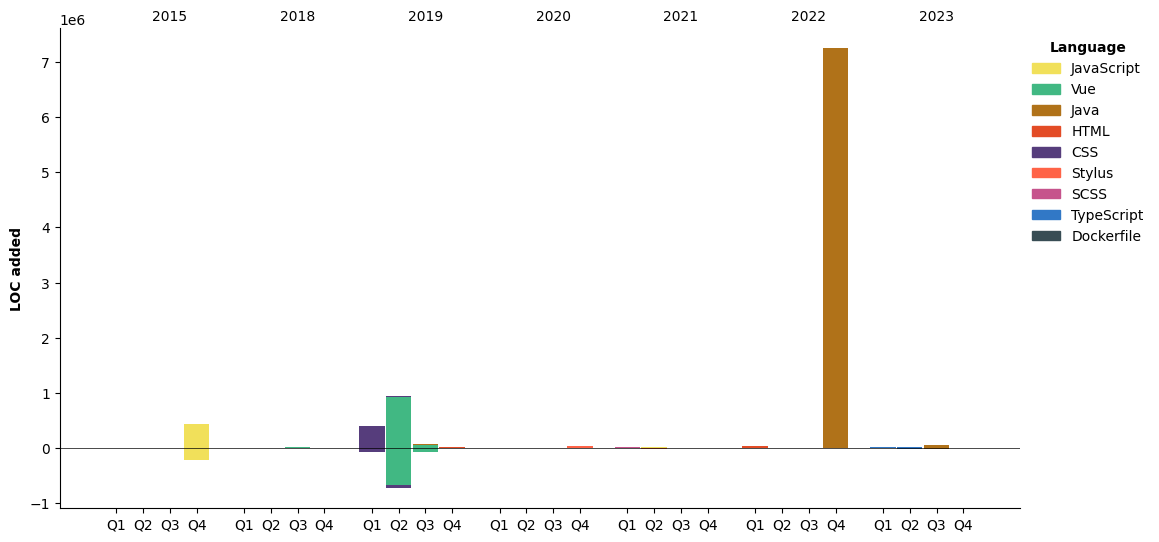 1e6
2015 2018 2019 2020 2021 2022 2023
7
6
5
4
3
2
1
0
−1
LOC added
Q1 Q2 Q3 Q4 Q1 Q2 Q3 Q4 Q1 Q2 Q3 Q4 Q1 Q2 Q3 Q4 Q1 Q2 Q3 Q4 Q1 Q2 Q3 Q4 Q1 Q2 Q3 Q4
Language
JavaScript
Vue
Java
HTML
CSS
Stylus
SCSS
TypeScript
Dockerfile